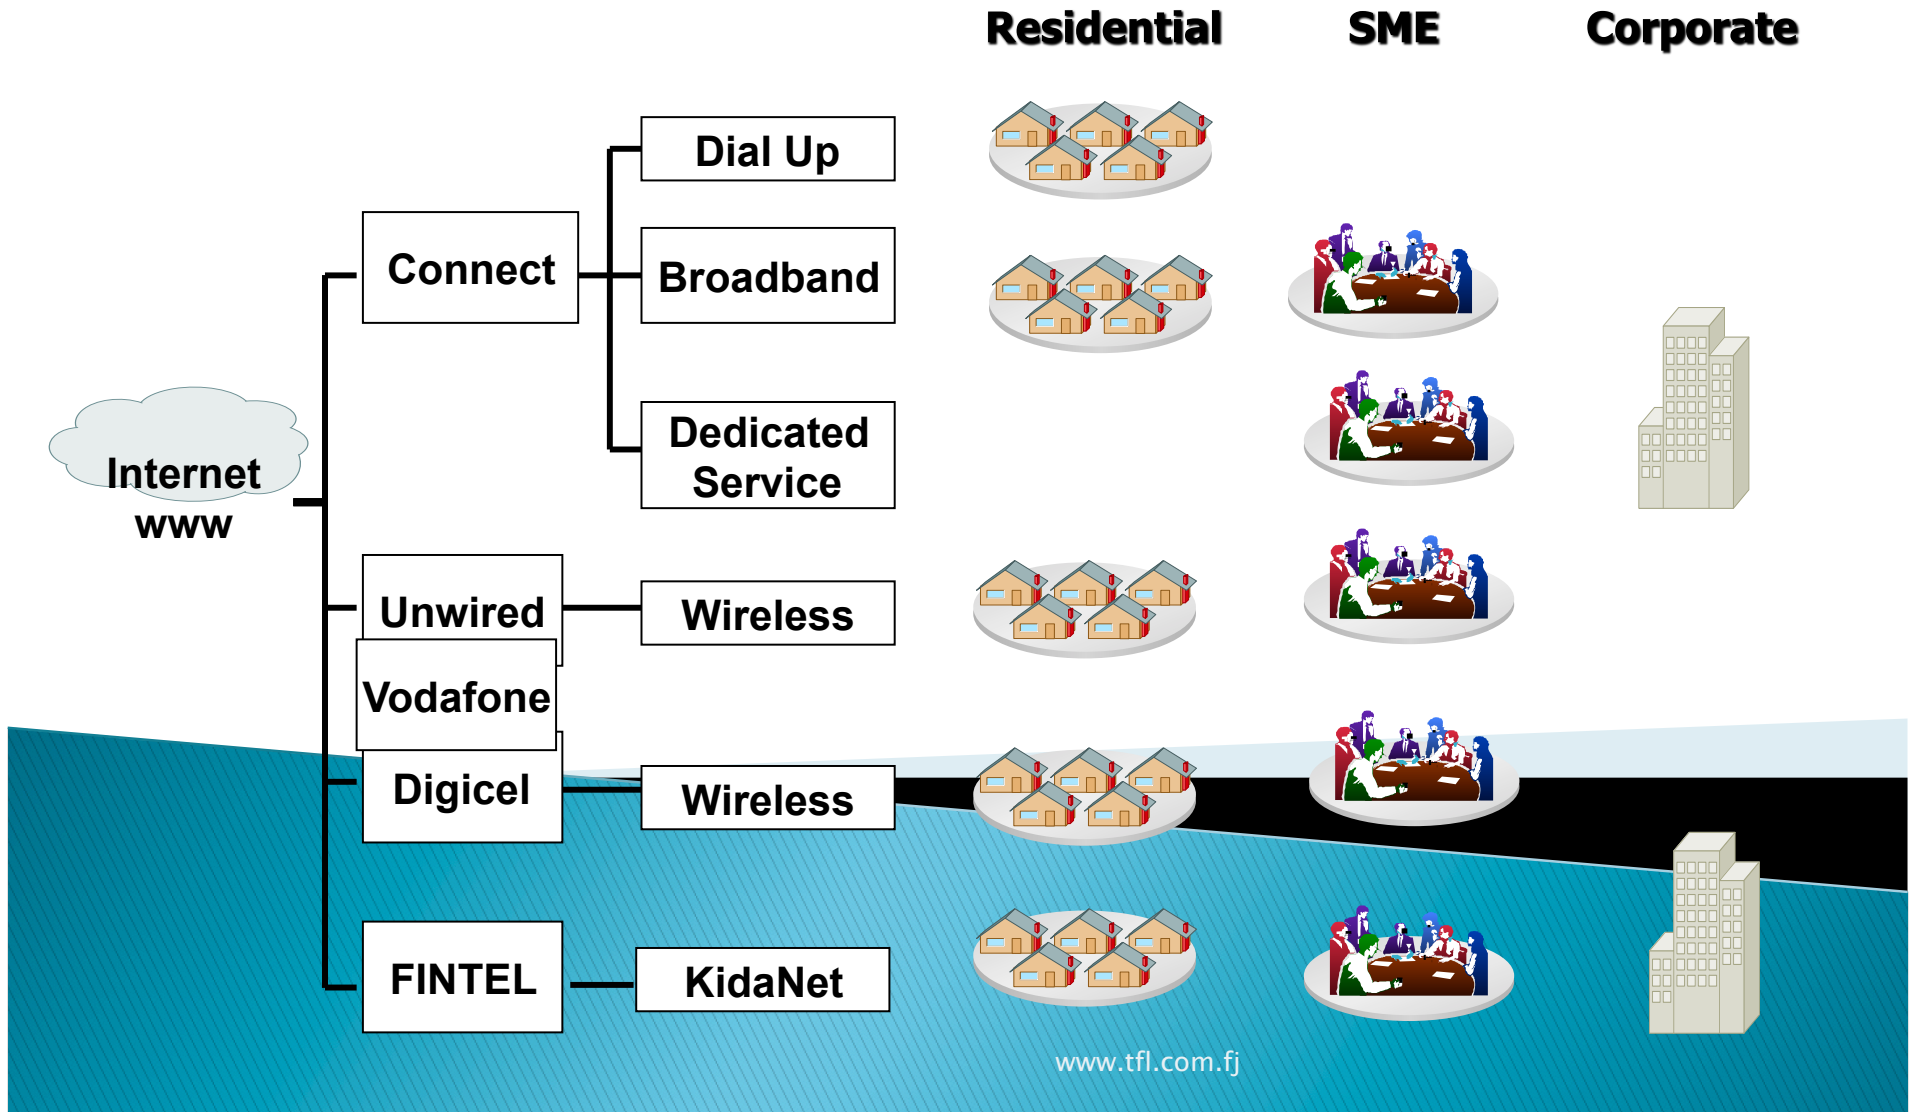 Residential SME Corporate
Dial Up
Connect
Broadband
Dedicated
Service
Internet
www
Unwired
Wireless
Vodafone
Digicel
Wireless
FINTEL
KidaNet
www.tfl.com.fj